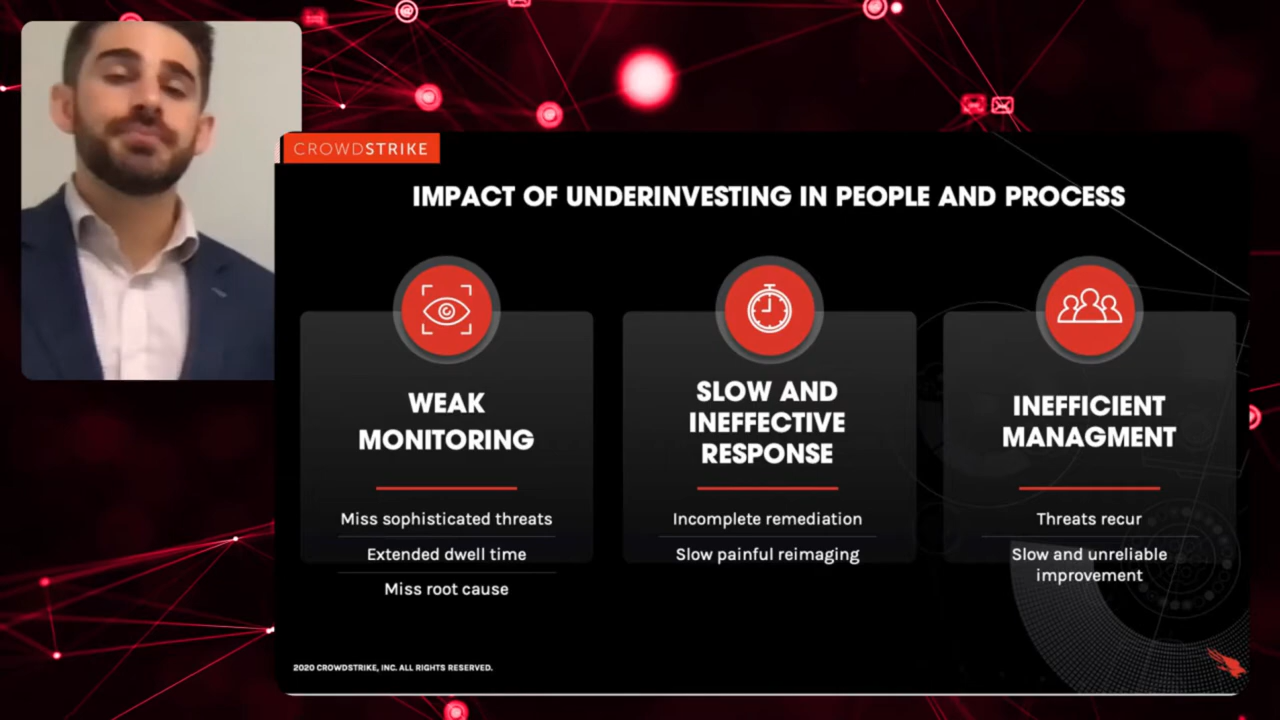 CROWDSTRIKE
IMPACT OF UNDERINVESTING IN PEOPLE AND PROCESS
WEAK
MONITORING
Miss sophisticated threats
Extended dwell time
Miss root cause
SLOW AND
INEFFECTIVE
RESPONSE
Incomplete remediation
Slow painful reimaging
INEFFICIENT
MANAGMENT
Threats recur
Slow and unreliable
improvement
2020 CROWDSTRIKE, INC. ALL RIGHTS RESERVED.